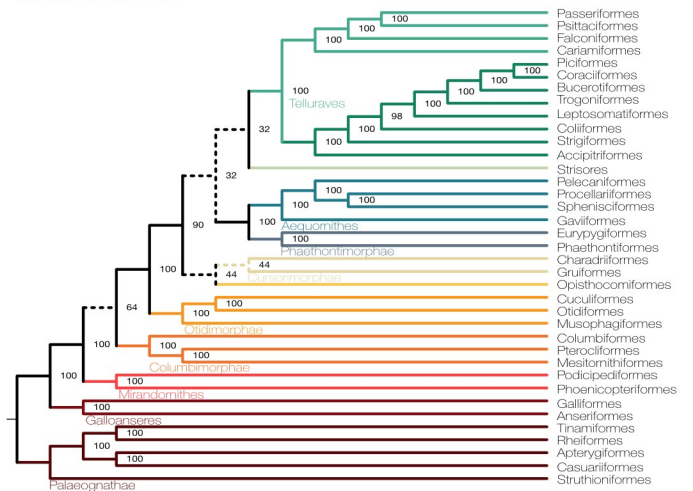 Passeriformes
100
Psittaciformes
100
100
Falconiformes
Cariamiformes
Piciformes
100
100
Coraciiformes
100
Bucerotiformes
100
Telluraves
100
Trogoniformes
98
Leptosomatiformes
32
100
Coliiformes
100
Strigiformes
Accipitriformes
32
Strisores
Pelecaniformes
100
Procellariiformes
100
100
Sphenisciformes
90
100
Gaviiformes
Aequornithes
Eurypygiformes
100
100
Phaethontiformes
Phaethontimorphae
Charadriiformes
44
44
Gruiformes
Cursorimorphae
Opisthocomiformes
64
Cuculiformes
100
100
Otidiformes
Otidimorphae
Musophagiformes
100
Columbiformes
100
Pterocliformes
100
Columbimorphae
Mesitornithiformes
100
Podicipediformes
100
Mirandornithes
Phoenicopteriformes
Galliformes
100
Galloanseres
Anseriformes
Tinamiformes
100
100
Rheiformes
Apterygiformes
100
Casuariiformes
Struthioniformes
Palaeognathae